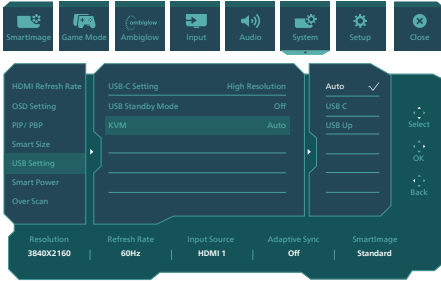 ambiglow
SmartImage Game Mode Ambiglow Input Audio System Setup Close
HDMI Refresh Rate
OSD Setting
PIP/ PBP
Smart Size
USB Setting
Smart Power
Over Scan
USB-C Setting High Resolution
USB Standby Mode Off
KVM Auto
Auto
USB C
USB Up
Select
OK
Back
Resolution Refresh Rate Input Source Adaptive Sync SmartImage
3840X2160 | 60Hz | HDMI 1 | Off | Standard